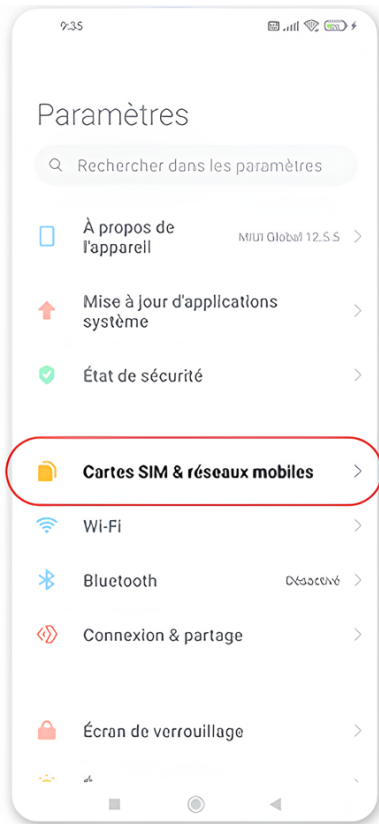 9:35
Paramètres
Rechercher dans les paramètres
À propos de
l'appareil
MIUI Global 12.5.5
Mise à jour d'applications
système
État de sécurité
Cartes SIM & réseaux mobiles
Wi-Fi
Bluetooth
Désactivé
Connexion & partage
Écran de verrouillage